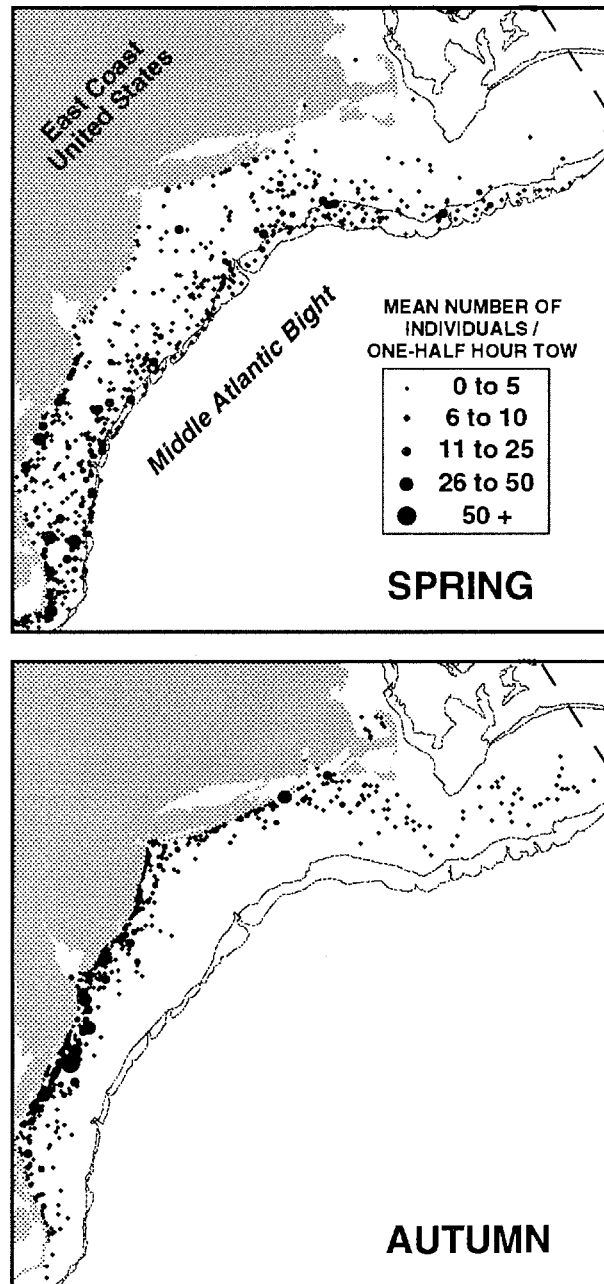 East Coast
United States
Middle Atlantic Bight
MEAN NUMBER OF
INDIVIDUALS /
ONE-HALF HOUR TOW
0 to 5
6 to 10
11 to 25
26 to 50
50 +
SPRING
AUTUMN